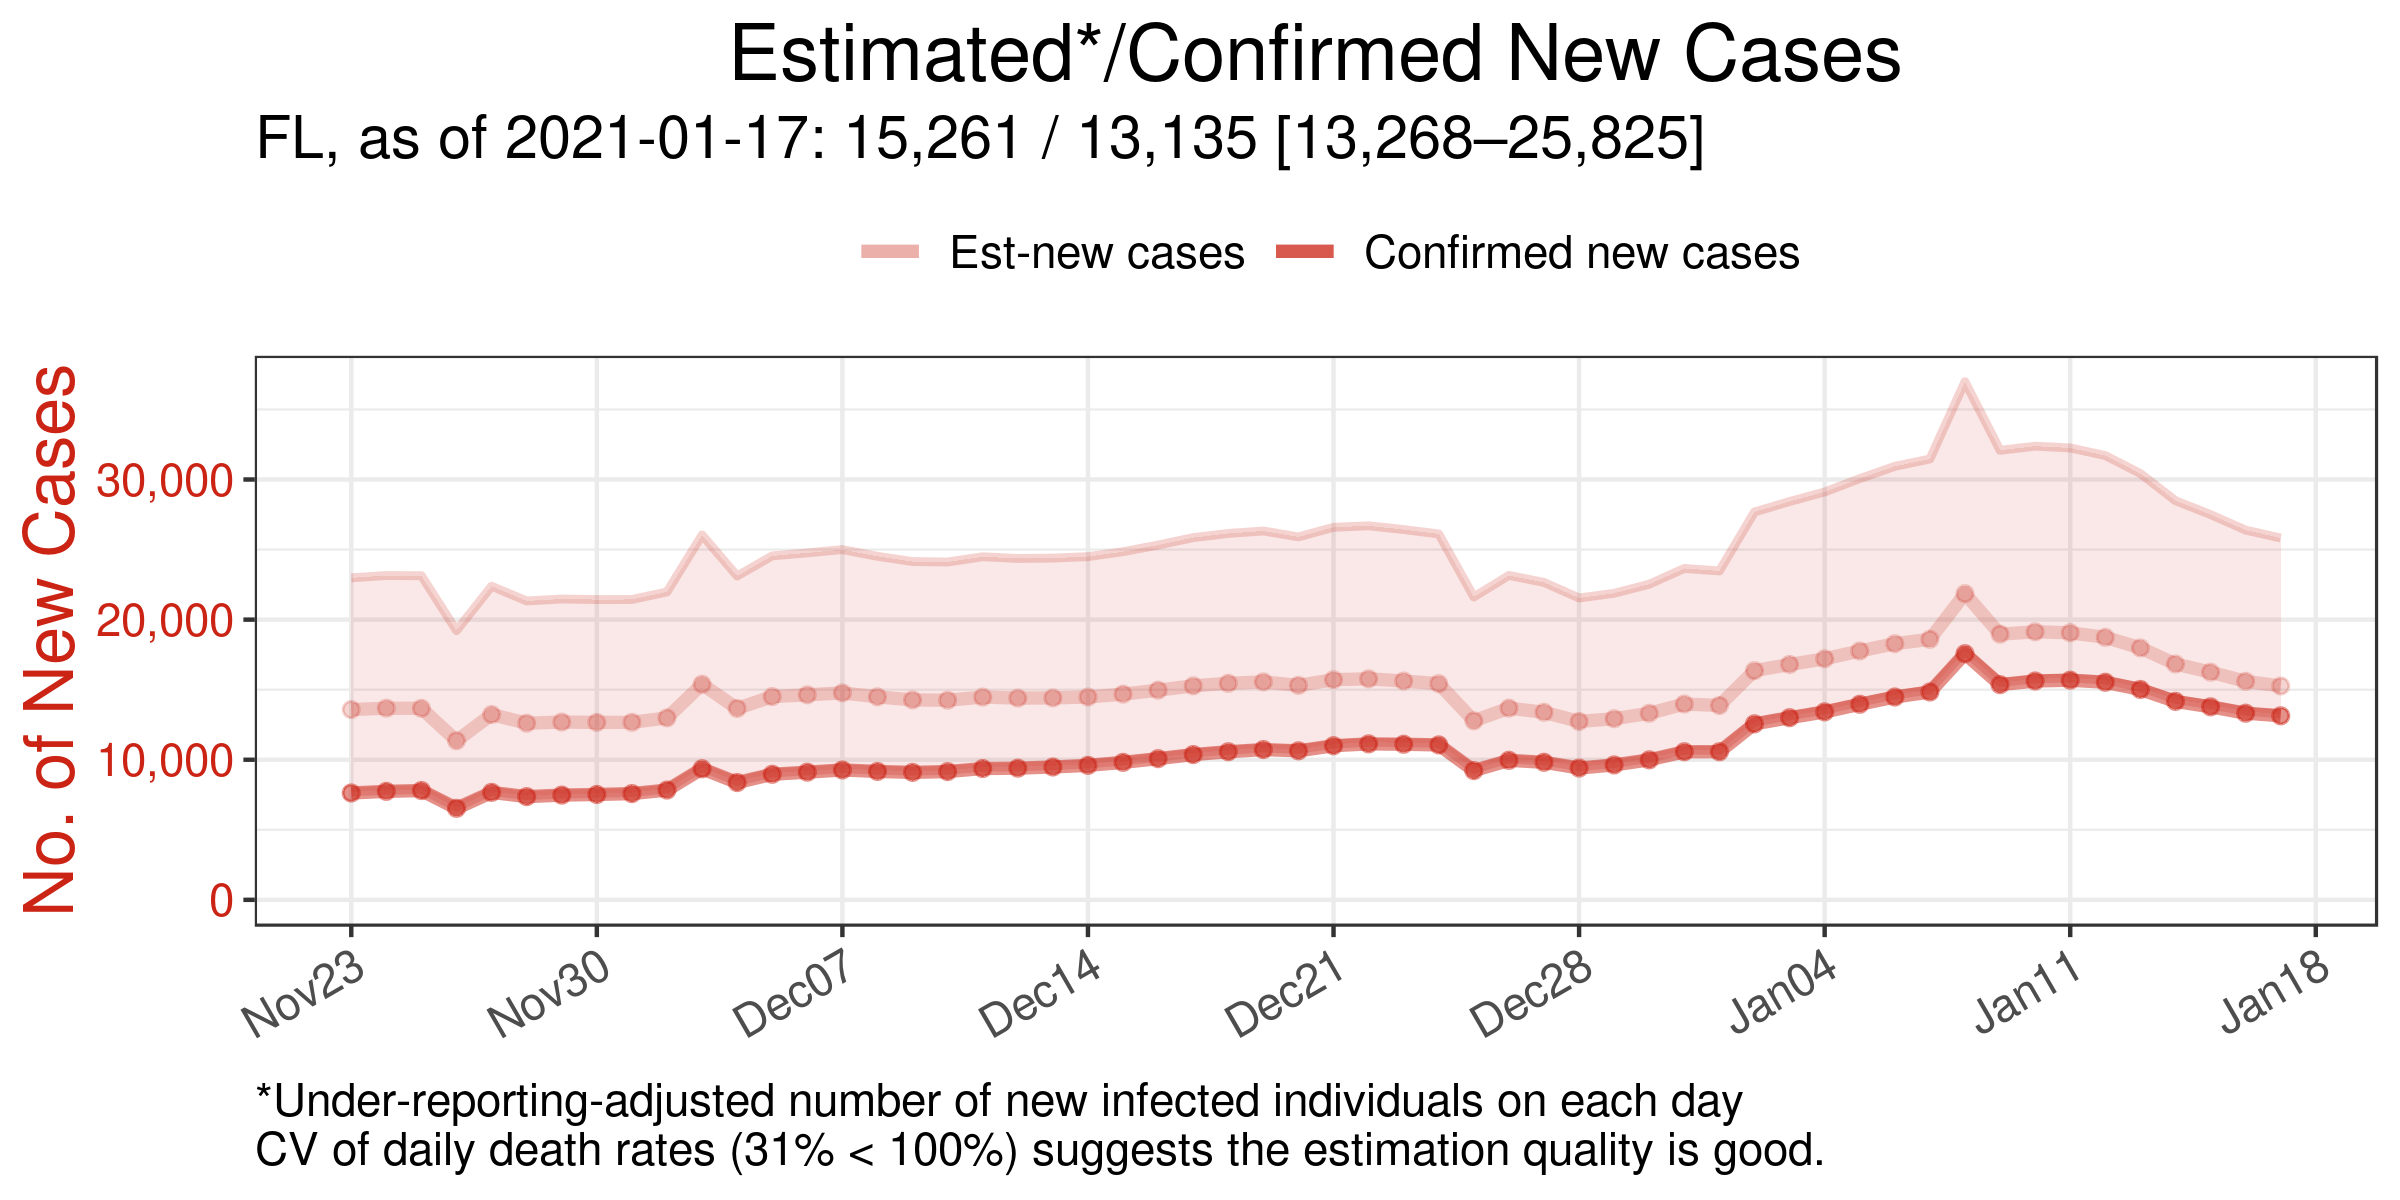 Estimated*/Confirmed New Cases
FL, as of 2021-01-17: 15,261 / 13,135 [13,268–25,825]
Est-new cases
Confirmed new cases
No. of New Cases
30,000
20,000
10,000
0
Nov23
Nov30
Dec07
Dec14
Dec21
Dec28
Jan04
Jan11
Jan18
*Under-reporting-adjusted number of new infected individuals on each day
CV of daily death rates (31% < 100%) suggests the estimation quality is good.